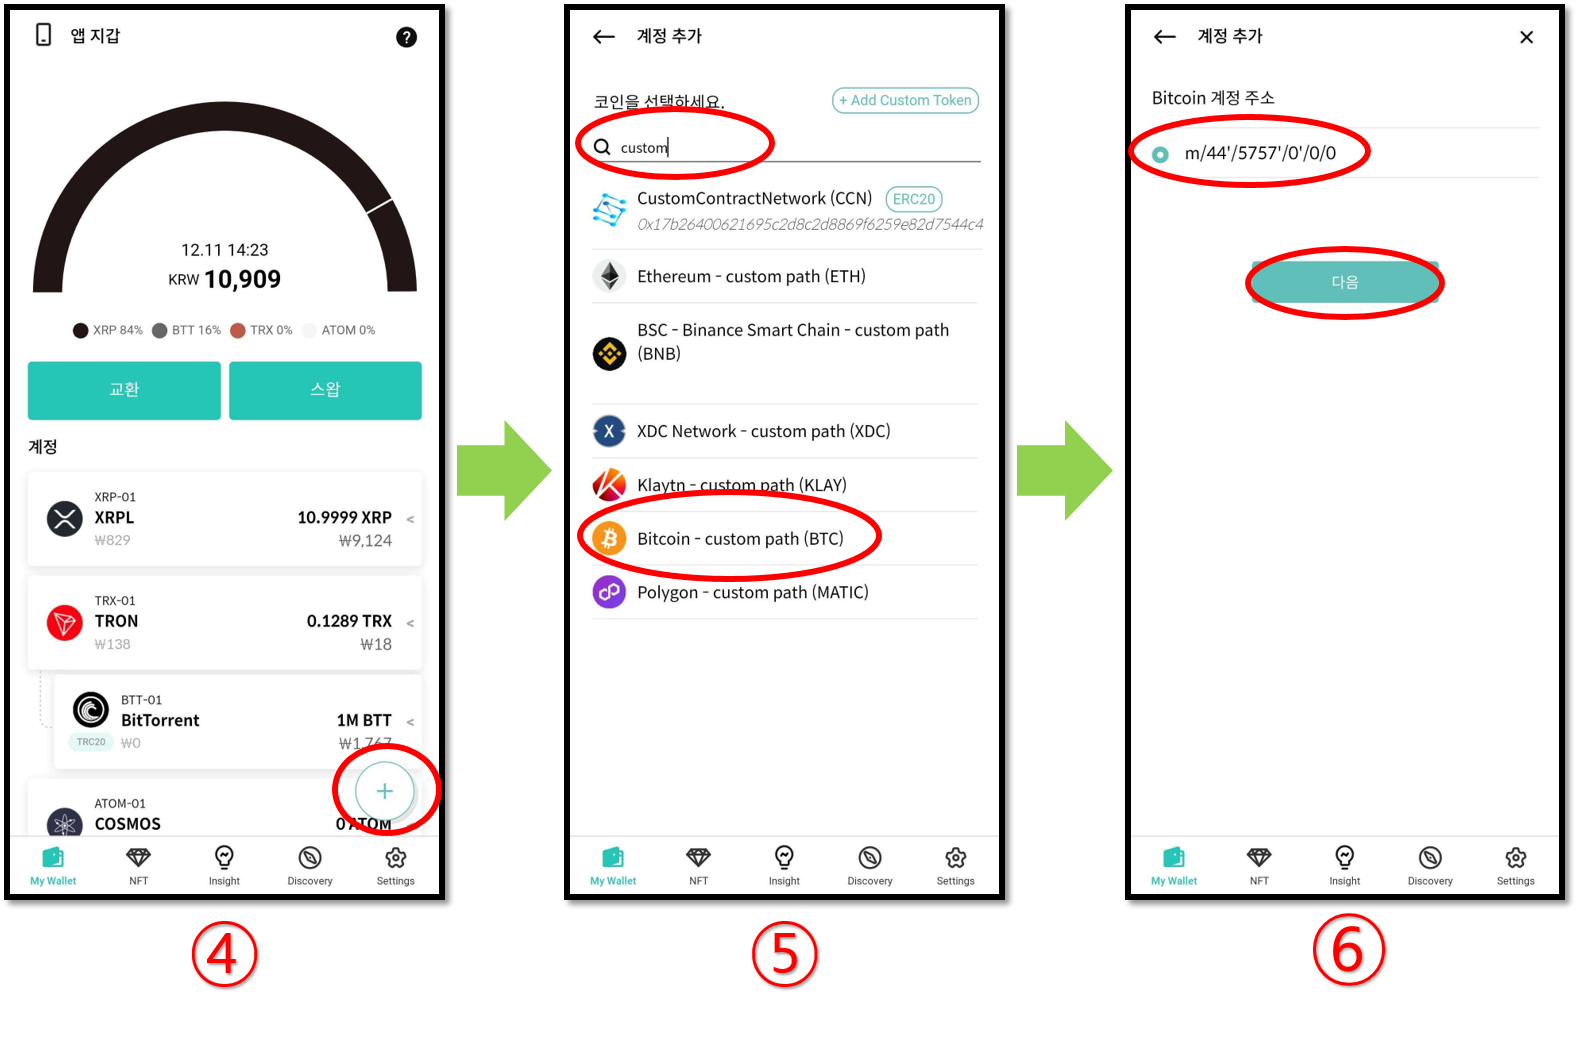 앱 지갑
?
12.11 14:23
KRW 10,909
XRP 84% BTT 16% TRX 0% ATOM 0%
교환 스왑
계정
XRP-01
XRPL 10.9999 XRP <
₩829 ₩9,124
TRX-01
TRON 0.1289 TRX <
₩138 ₩18
BTT-01
BitTorrent 1M BTT <
TRC20 ₩0 ₩1,767
+
ATOM-01
COSMOS 0 ATOM
My Wallet NFT Insight Discovery Settings
④
계정 추가
코인을 선택하세요. + Add Custom Token
custom
CustomContractNetwork (CCN) ERC20
0x17b26400621695c2d8c2d8869f6259e82d7544c4
Ethereum - custom path (ETH)
BSC - Binance Smart Chain - custom path
(BNB)
XDC Network - custom path (XDC)
Klaytn - custom path (KLAY)
Bitcoin - custom path (BTC)
Polygon - custom path (MATIC)
My Wallet NFT Insight Discovery Settings
⑤
계정 추가
Bitcoin 계정 주소
m/44'/5757'/0'/0/0
다음
My Wallet NFT Insight Discovery Settings
⑥